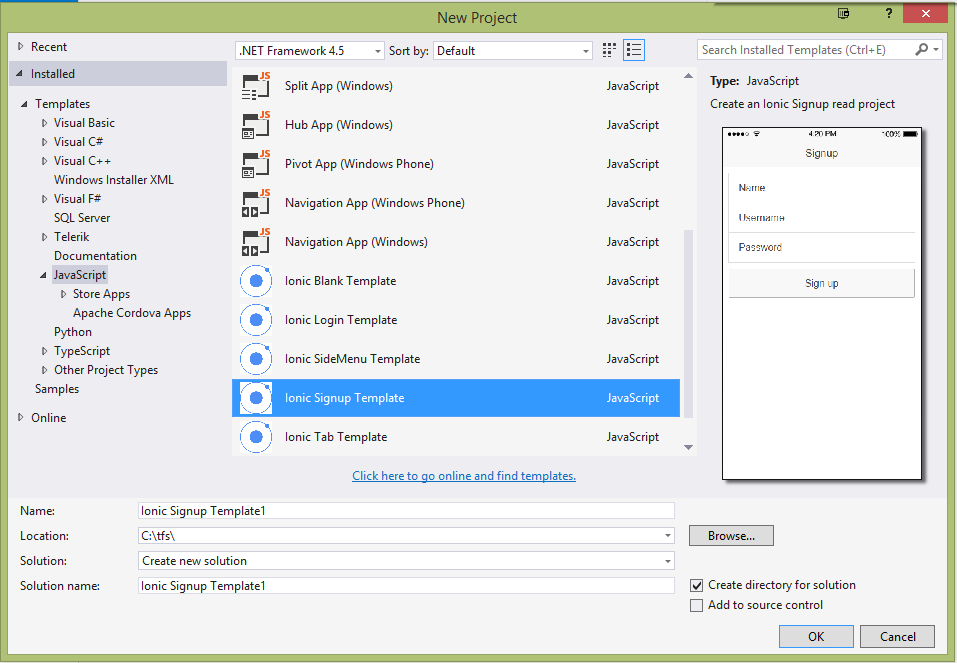 New Project
?
Recent
Installed
Templates
Visual Basic
Visual C#
Visual C++
Windows Installer XML
Visual F#
SQL Server
Telerik
Documentation
JavaScript
Store Apps
Apache Cordova Apps
Python
TypeScript
Other Project Types
Samples
Online
.NET Framework 4.5 Sort by: Default
JS Split App (Windows) JavaScript
JS Hub App (Windows) JavaScript
JS Pivot App (Windows Phone) JavaScript
JS Navigation App (Windows Phone) JavaScript
JS Navigation App (Windows) JavaScript
Ionic Blank Template JavaScript
Ionic Login Template JavaScript
Ionic SideMenu Template JavaScript
Ionic Signup Template JavaScript
Ionic Tab Template JavaScript
Click here to go online and find templates.
Search Installed Templates (Ctrl+E)
Type: JavaScript
Create an Ionic Signup read project
4:20 PM 100%
Signup
Name
Username
Password
Sign up
Name: Ionic Signup Template1
Location: C:\tfs\ Browse...
Solution: Create new solution
Solution name: Ionic Signup Template1
Create directory for solution
Add to source control
OK Cancel